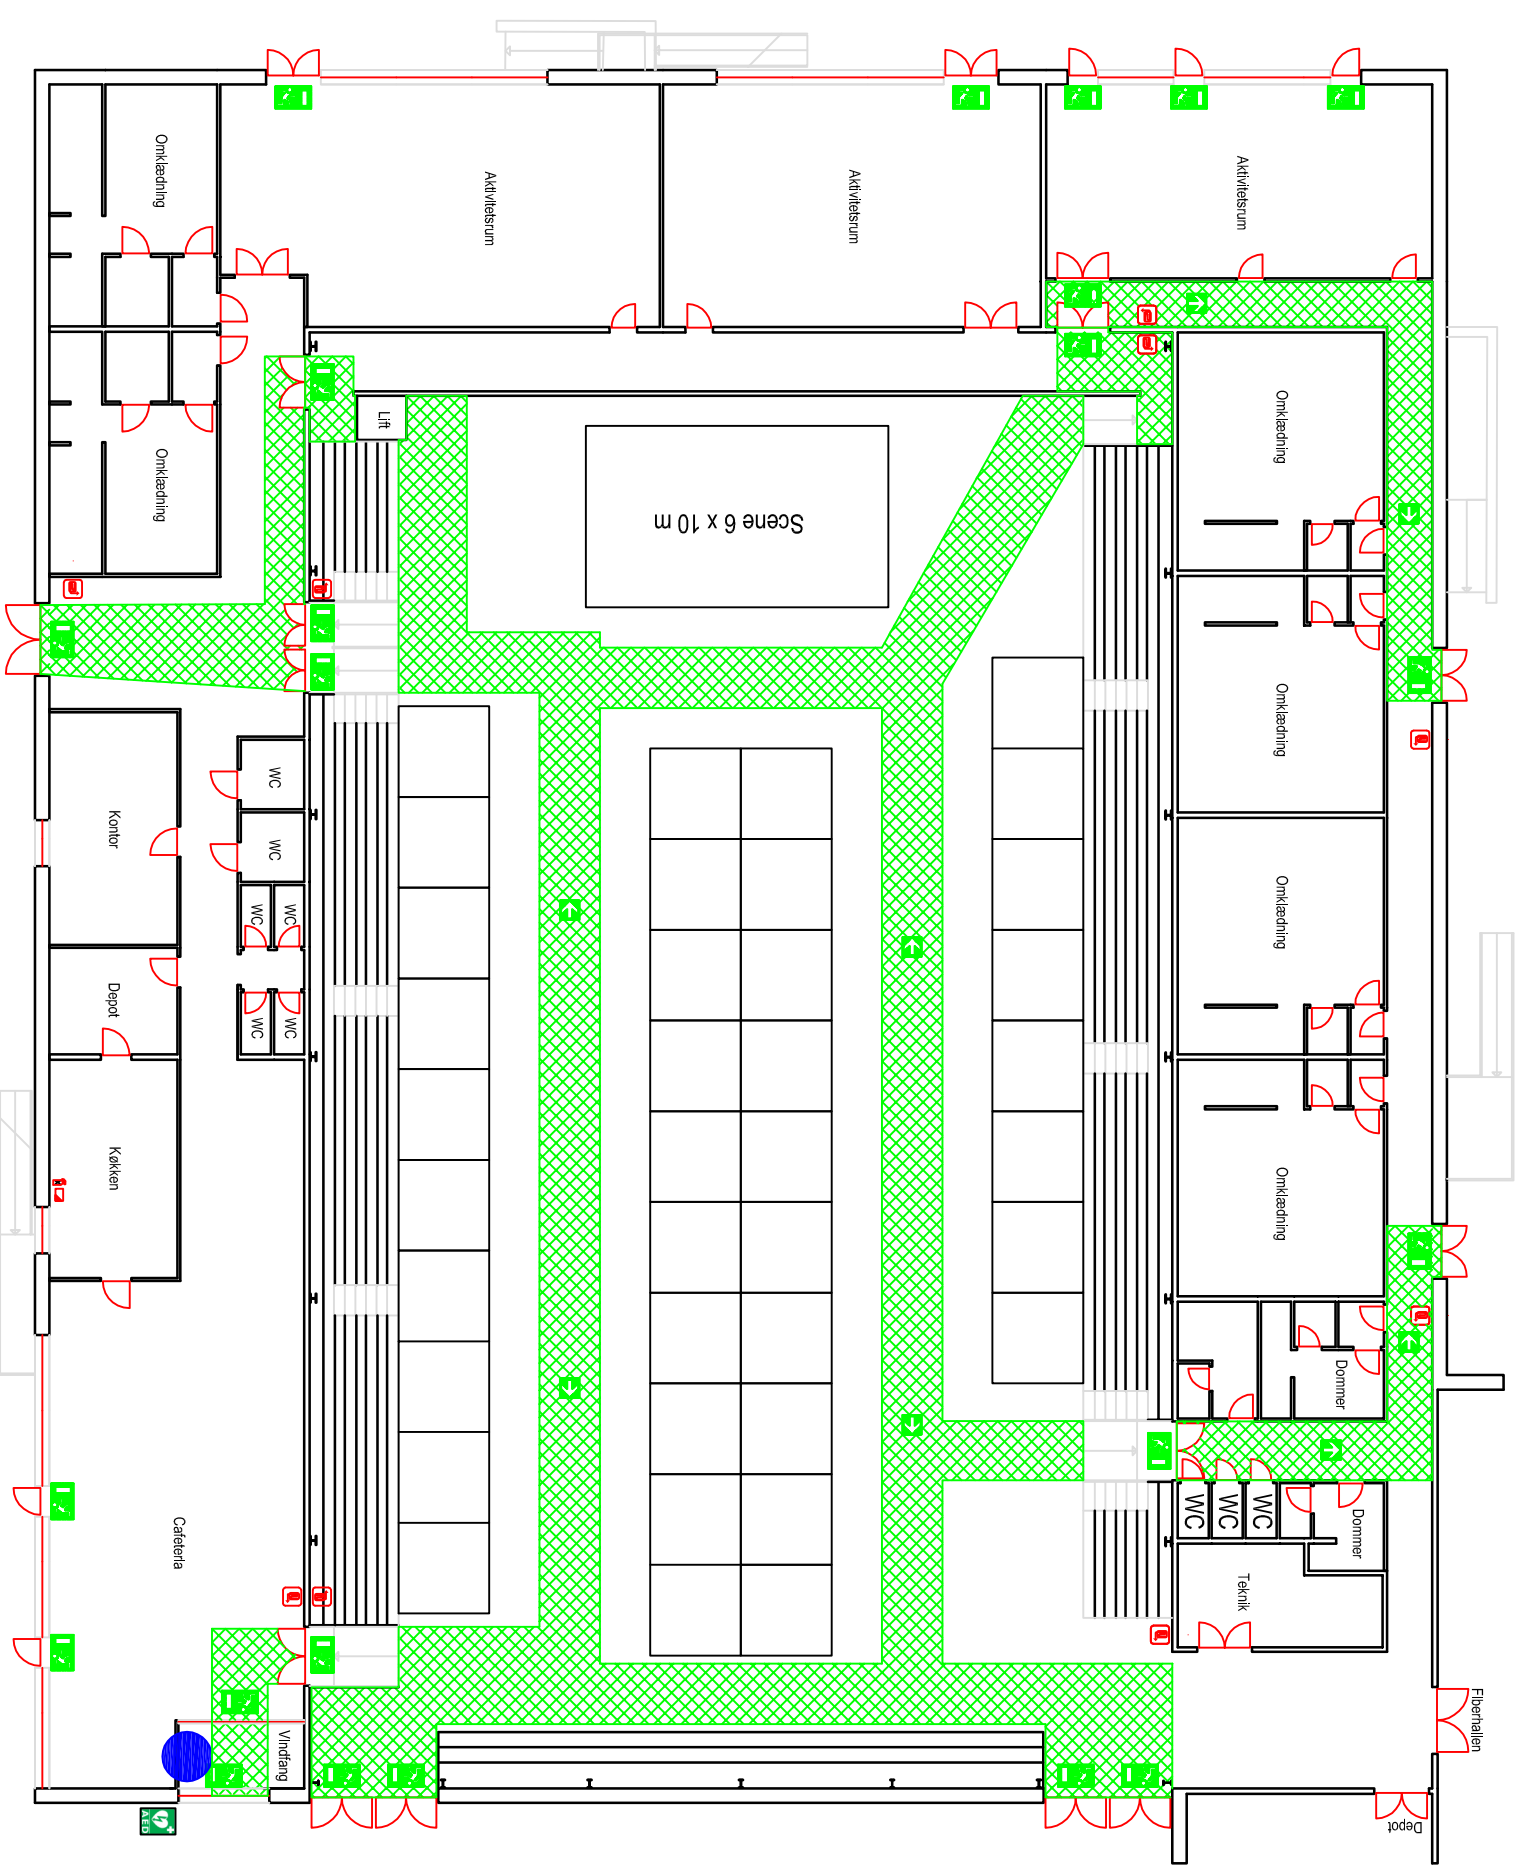 Omklædning
Aktivitetsrum
Aktivitetsrum
Aktivitetsrum
Lift
Omklædning
Omklædning
Scene 6 x 10 m
Omklædning
WC
Kontor
WC
Omklædning
WC
WC
Depot
WC
WC
Køkken
Omklædning
Dommer
WC
WC
WC
Dommer
Cafeteria
Teknik
Fiberhallen
Vindfang
AED
Depot